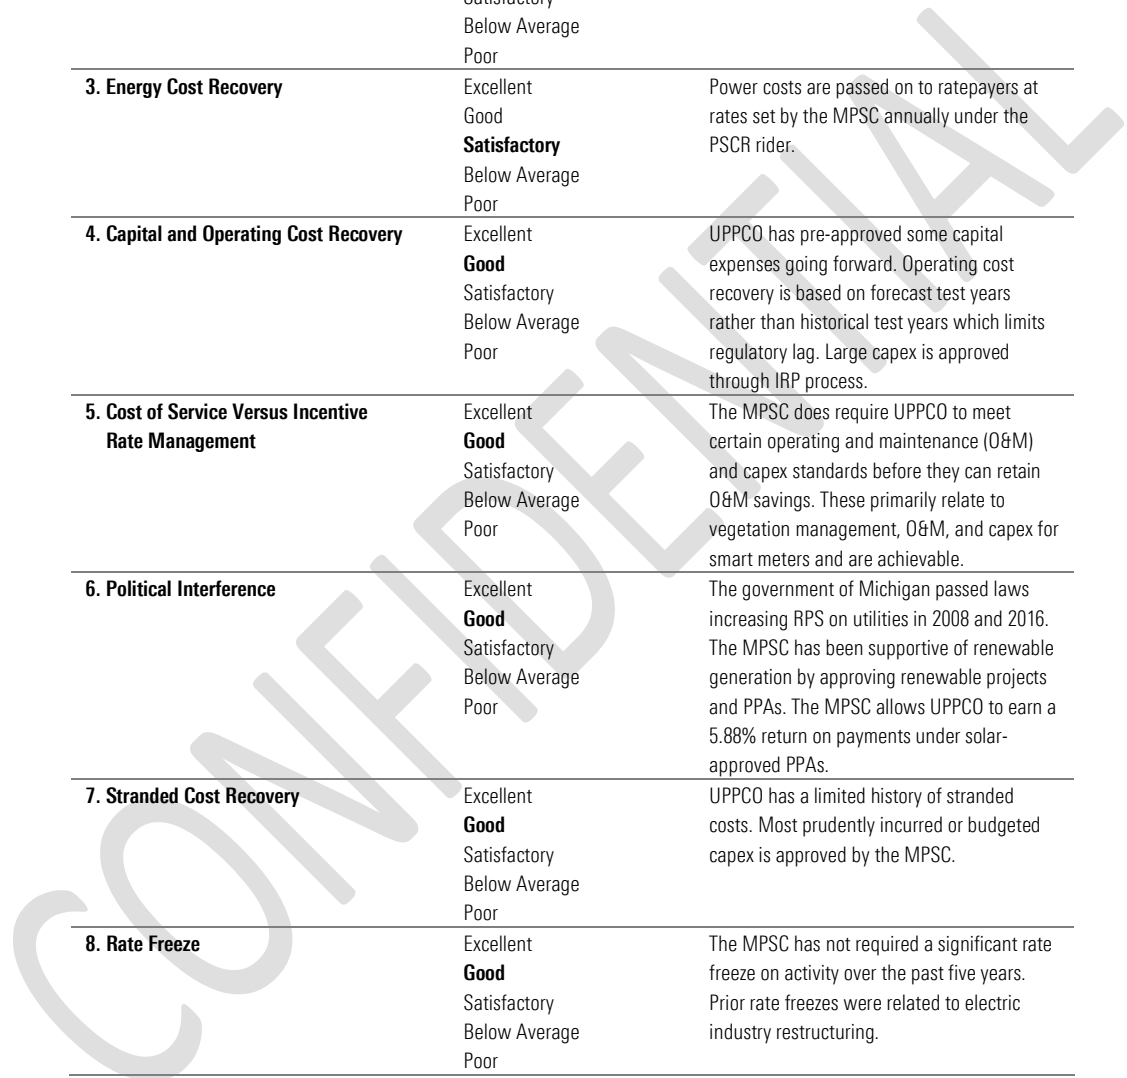 Satisfactory
Below Average
Poor
3. Energy Cost Recovery
Excellent
Good
Satisfactory
Below Average
Poor
Power costs are passed on to ratepayers at
rates set by the MPSC annually under the
PSCR rider.
4. Capital and Operating Cost Recovery
Excellent
Good
Satisfactory
Below Average
Poor
UPPCO has pre-approved some capital
expenses going forward. Operating cost
recovery is based on forecast test years
rather than historical test years which limits
regulatory lag. Large capex is approved
through IRP process.
5. Cost of Service Versus Incentive
Rate Management
Excellent
Good
Satisfactory
Below Average
Poor
The MPSC does require UPPCO to meet
certain operating and maintenance (O&M)
and capex standards before they can retain
O&M savings. These primarily relate to
vegetation management, O&M, and capex for
smart meters and are achievable.
6. Political Interference
Excellent
Good
Satisfactory
Below Average
Poor
The government of Michigan passed laws
increasing RPS on utilities in 2008 and 2016.
The MPSC has been supportive of renewable
generation by approving renewable projects
and PPAs. The MPSC allows UPPCO to earn a
5.88% return on payments under solar-
approved PPAs.
7. Stranded Cost Recovery
Excellent
Good
Satisfactory
Below Average
Poor
UPPCO has a limited history of stranded
costs. Most prudently incurred or budgeted
capex is approved by the MPSC.
8. Rate Freeze
Excellent
Good
Satisfactory
Below Average
Poor
The MPSC has not required a significant rate
freeze on activity over the past five years.
Prior rate freezes were related to electric
industry restructuring.
CONFIDENTIAL